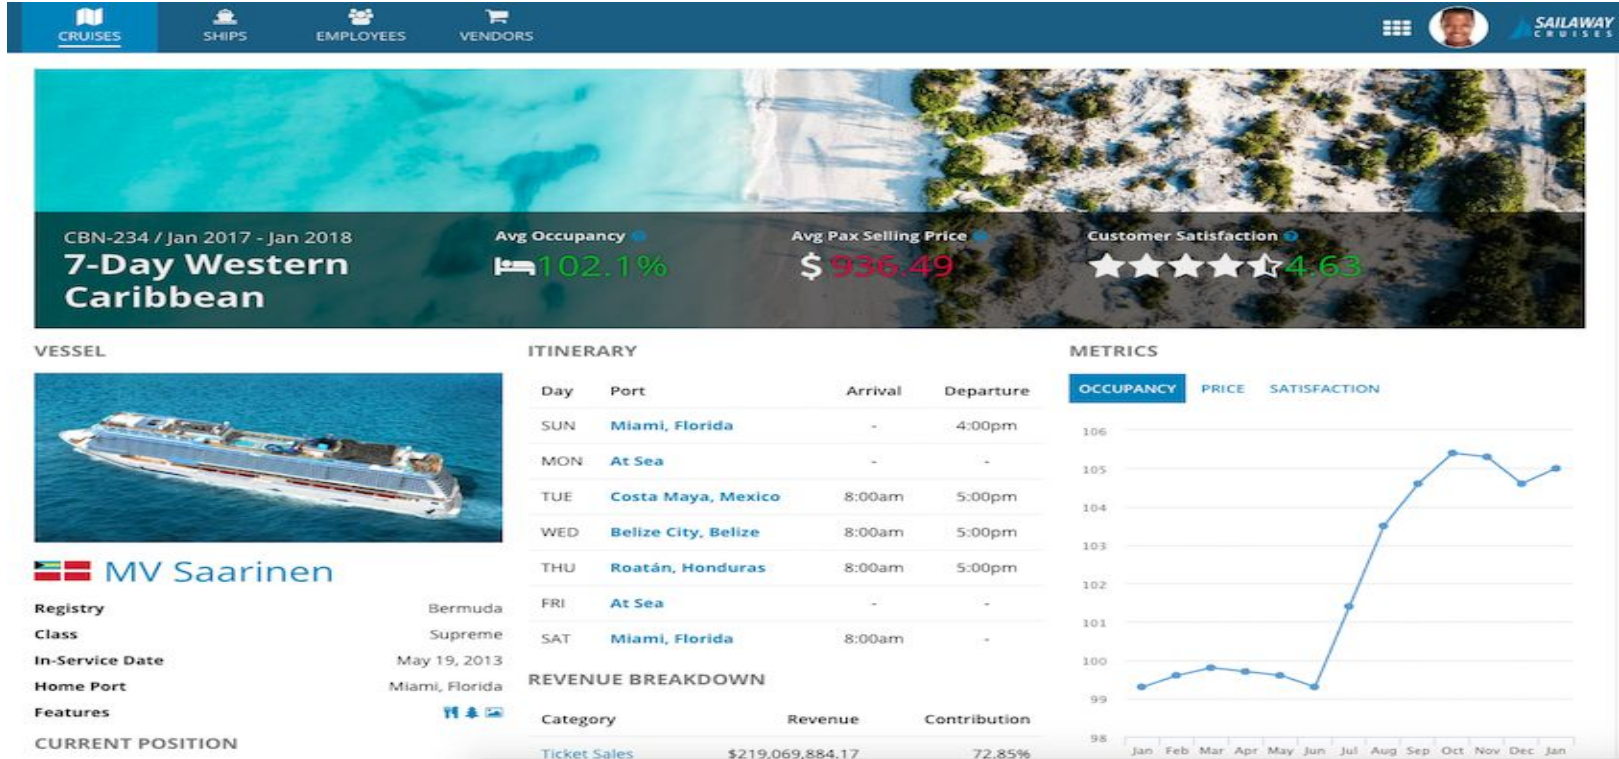 CRUISES SHIPS EMPLOYEES VENDORS
SAILAWAY
CRUISES
CBN-234 / Jan 2017 - Jan 2018
7-Day Western
Caribbean
Avg Occupancy
102.1%
Avg Pax Selling Price
$ 936.49
Customer Satisfaction
4.63
VESSEL
MV Saarinen
Registry Bermuda
Class Supreme
In-Service Date May 19, 2013
Home Port Miami, Florida
Features
CURRENT POSITION
ITINERARY
Day Port Arrival Departure
SUN Miami, Florida - 4:00pm
MON At Sea - -
TUE Costa Maya, Mexico 8:00am 5:00pm
WED Belize City, Belize 8:00am 5:00pm
THU Roatán, Honduras 8:00am 5:00pm
FRI At Sea - -
SAT Miami, Florida 8:00am -
REVENUE BREAKDOWN
Category Revenue Contribution
Ticket Sales $219,069,884.17 72.85%
METRICS
OCCUPANCY PRICE SATISFACTION
106
105
104
103
102
101
100
99
98
Jan Feb Mar Apr May Jun Jul Aug Sep Oct Nov Dec Jan